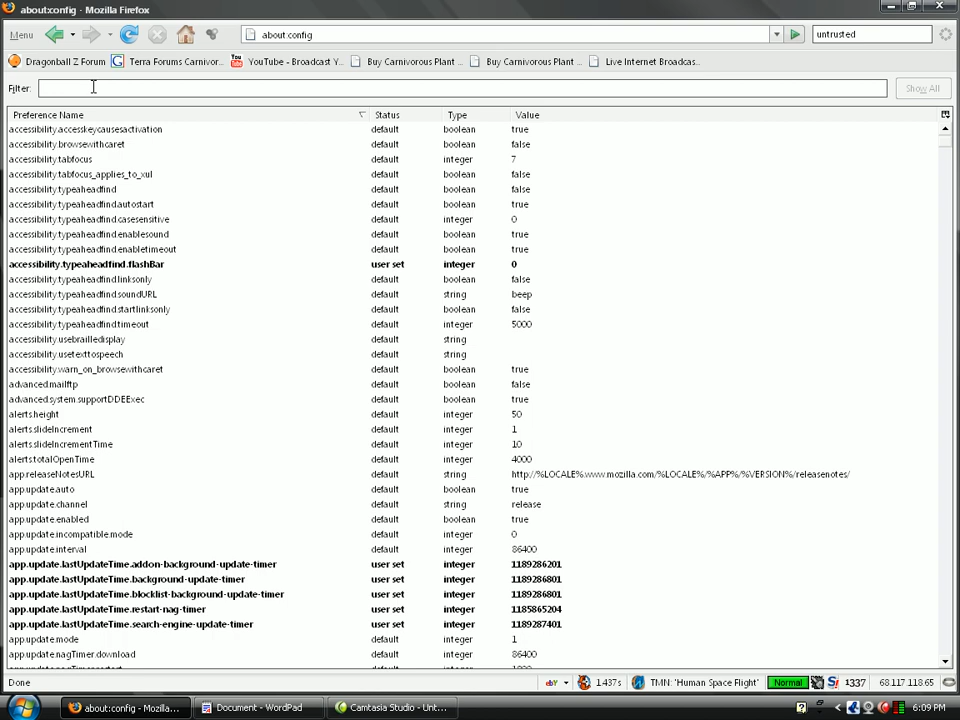 about:config - Mozilla Firefox
Menu about:config untrusted
Dragonball Z Forum Terra Forums Carnivor... YouTube - Broadcast Y... Buy Carnivorous Plant ... Buy Carnivorous Plant ... Live Internet Broadcas...
Filter: Show All
Preference Name Status Type Value
accessibility.accesskeycausesactivation default boolean true
accessibility.browsewithcaret default boolean false
accessibility.tabfocus default integer 7
accessibility.tabfocus_applies_to_xul default boolean false
accessibility.typeaheadfind default boolean false
accessibility.typeaheadfind.autostart default boolean true
accessibility.typeaheadfind.casesensitive default integer 0
accessibility.typeaheadfind.enablesound default boolean true
accessibility.typeaheadfind.enabletimeout default boolean true
accessibility.typeaheadfind.flashBar user set integer 0
accessibility.typeaheadfind.linksonly default boolean false
accessibility.typeaheadfind.soundURL default string beep
accessibility.typeaheadfind.startlinksonly default boolean false
accessibility.typeaheadfind.timeout default integer 5000
accessibility.usebrailledisplay default string
accessibility.usetexttospeech default string
accessibility.warn_on_browsewithcaret default boolean true
advanced.mailftp default boolean false
advanced.system.supportDDEExec default boolean true
alerts.height default integer 50
alerts.slideIncrement default integer 1
alerts.slideIncrementTime default integer 10
alerts.totalOpenTime default integer 4000
app.releaseNotesURL default string http://%LOCALE%.www.mozilla.com/%LOCALE%/%APP%/%VERSION%/releasenotes/
app.update.auto default boolean true
app.update.channel default string release
app.update.enabled default boolean true
app.update.incompatible.mode default integer 0
app.update.interval default integer 86400
app.update.lastUpdateTime.addon-background-update-timer user set integer 1189286201
app.update.lastUpdateTime.background-update-timer user set integer 1189286801
app.update.lastUpdateTime.blocklist-background-update-timer user set integer 1189286801
app.update.lastUpdateTime.restart-nag-timer user set integer 1185865204
app.update.lastUpdateTime.search-engine-update-timer user set integer 1189287401
app.update.mode default integer 1
app.update.nagTimer.download default integer 86400
Done ebY 1.437s TMN: 'Human Space Flight' Normal 1337 68.117.118.65
about:config - Mozilla... Document - WordPad Camtasia Studio - Unt... 6:09 PM